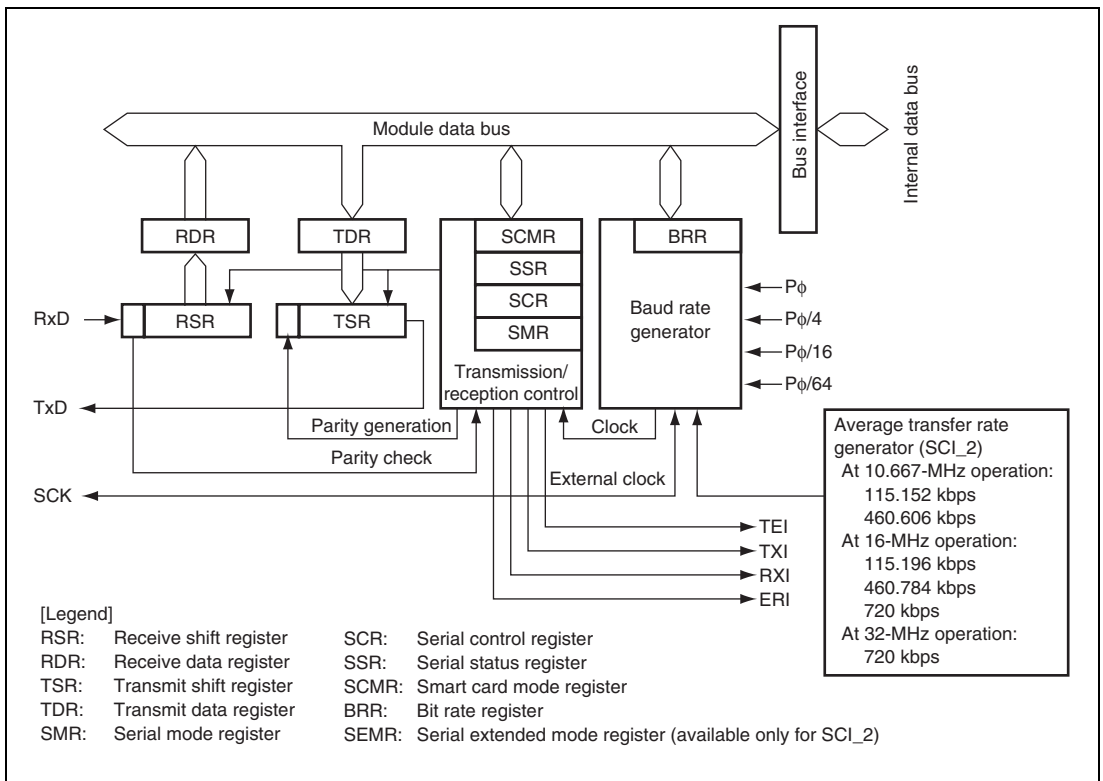 Module data bus
Bus interface
Internal data bus
RDR
TDR
SCMR
BRR
SSR
SCR
SMR
RxD
RSR
TSR
Baud rate
generator
Pϕ
Pϕ/4
Pϕ/16
Pϕ/64
Transmission/
reception control
TxD
Parity generation
Clock
Parity check
External clock
SCK
TEI
TXI
RXI
ERI
Average transfer rate
generator (SCI_2)
At 10.667-MHz operation:
115.152 kbps
460.606 kbps
At 16-MHz operation:
115.196 kbps
460.784 kbps
720 kbps
At 32-MHz operation:
720 kbps
[Legend]
RSR: Receive shift register
RDR: Receive data register
TSR: Transmit shift register
TDR: Transmit data register
SMR: Serial mode register
SCR: Serial control register
SSR: Serial status register
SCMR: Smart card mode register
BRR: Bit rate register
SEMR: Serial extended mode register (available only for SCI_2)